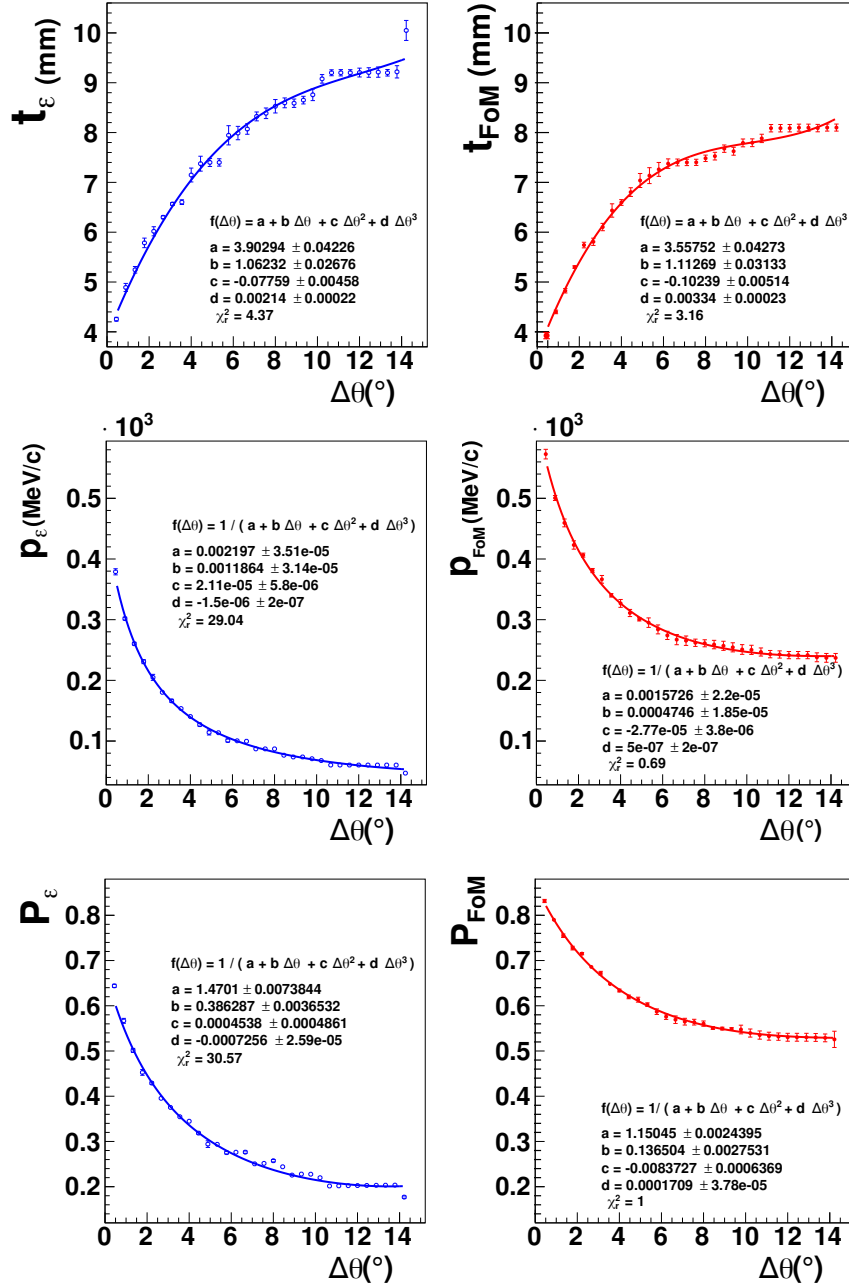 t_ε (mm)
10
9
8
7
6
5
4
f(Δθ) = a + b Δθ + c Δθ² + d Δθ³
a = 3.90294 ± 0.04226
b = 1.06232 ± 0.02676
c = -0.07759 ± 0.00458
d = 0.00214 ± 0.00022
χ²_r = 4.37
0 2 4 6 8 10 12 14
Δθ(°)
t_FoM (mm)
10
9
8
7
6
5
4
f(Δθ) = a + b Δθ + c Δθ² + d Δθ³
a = 3.55752 ± 0.04273
b = 1.11269 ± 0.03133
c = -0.10239 ± 0.00514
d = 0.00334 ± 0.00023
χ²_r = 3.16
0 2 4 6 8 10 12 14
Δθ(°)
· 10³
p_ε (MeV/c)
0.5
0.4
0.3
0.2
0.1
f(Δθ) = 1 / ( a + b Δθ + c Δθ² + d Δθ³ )
a = 0.002197 ± 3.51e-05
b = 0.0011864 ± 3.14e-05
c = 2.11e-05 ± 5.8e-06
d = -1.5e-06 ± 2e-07
χ²_r = 29.04
0 2 4 6 8 10 12 14
Δθ(°)
· 10³
p_FoM (MeV/c)
0.5
0.4
0.3
0.2
0.1
f(Δθ) = 1/ ( a + b Δθ + c Δθ² + d Δθ³ )
a = 0.0015726 ± 2.2e-05
b = 0.0004746 ± 1.85e-05
c = -2.77e-05 ± 3.8e-06
d = 5e-07 ± 2e-07
χ²_r = 0.69
0 2 4 6 8 10 12 14
Δθ(°)
P_ε
0.8
0.7
0.6
0.5
0.4
0.3
0.2
f(Δθ) = 1 / ( a + b Δθ + c Δθ² + d Δθ³ )
a = 1.4701 ± 0.0073844
b = 0.386287 ± 0.0036532
c = 0.0004538 ± 0.0004861
d = -0.0007256 ± 2.59e-05
χ²_r = 30.57
0 2 4 6 8 10 12 14
Δθ(°)
P_FoM
0.8
0.7
0.6
0.5
0.4
0.3
0.2
f(Δθ) = 1/ ( a + b Δθ + c Δθ² + d Δθ³ )
a = 1.15045 ± 0.0024395
b = 0.136504 ± 0.0027531
c = -0.0083727 ± 0.0006369
d = 0.0001709 ± 3.78e-05
χ²_r = 1
0 2 4 6 8 10 12 14
Δθ(°)